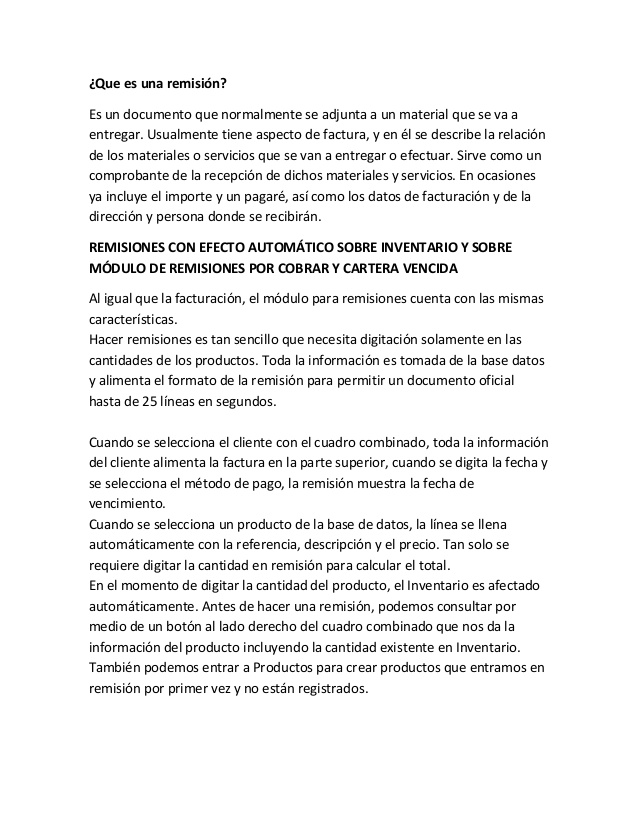 ¿Que es una remisión?
Es un documento que normalmente se adjunta a un material que se va a
entregar. Usualmente tiene aspecto de factura, y en él se describe la relación
de los materiales o servicios que se van a entregar o efectuar. Sirve como un
comprobante de la recepción de dichos materiales y servicios. En ocasiones
ya incluye el importe y un pagaré, así como los datos de facturación y de la
dirección y persona donde se recibirán.
REMISIONES CON EFECTO AUTOMÁTICO SOBRE INVENTARIO Y SOBRE
MÓDULO DE REMISIONES POR COBRAR Y CARTERA VENCIDA
Al igual que la facturación, el módulo para remisiones cuenta con las mismas
características.
Hacer remisiones es tan sencillo que necesita digitación solamente en las
cantidades de los productos. Toda la información es tomada de la base datos
y alimenta el formato de la remisión para permitir un documento oficial
hasta de 25 líneas en segundos.
Cuando se selecciona el cliente con el cuadro combinado, toda la información
del cliente alimenta la factura en la parte superior, cuando se digita la fecha y
se selecciona el método de pago, la remisión muestra la fecha de
vencimiento.
Cuando se selecciona un producto de la base de datos, la línea se llena
automáticamente con la referencia, descripción y el precio. Tan solo se
requiere digitar la cantidad en remisión para calcular el total.
En el momento de digitar la cantidad del producto, el Inventario es afectado
automáticamente. Antes de hacer una remisión, podemos consultar por
medio de un botón al lado derecho del cuadro combinado que nos da la
información del producto incluyendo la cantidad existente en Inventario.
También podemos entrar a Productos para crear productos que entramos en
remisión por primer vez y no están registrados.